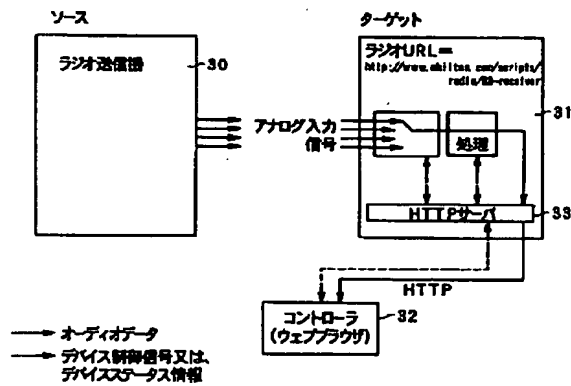 ソース
ターゲット
ラジオ送信機
30
ラジオURL=
http://www.ahilton.com/scripts/
radio/RD-receiver
31
アナログ入力
信号
処理
HTTPサーバ
33
HTTP
コントローラ
(ウェブブラウザ)
32
オーディオデータ
デバイス制御信号又は、
デバイスステータス情報